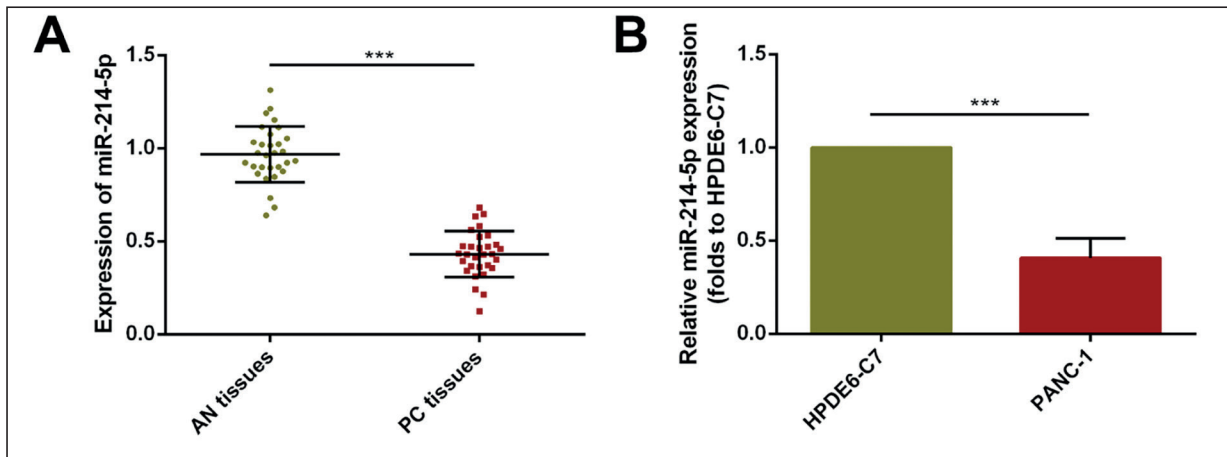 A
Expression of miR-214-5p
1.5
1.0
0.5
0.0
***
AN tissues
PC tissues
B
Relative miR-214-5p expression
(folds to HPDE6-C7)
1.5
1.0
0.5
0.0
***
HPDE6-C7
PANC-1